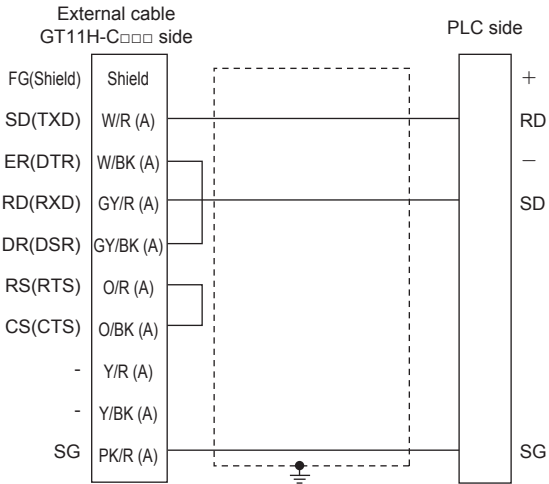 External cable
GT11H-C□□□ side
PLC side
FG(Shield) Shield +
SD(TXD) W/R (A) RD
ER(DTR) W/BK (A) −
RD(RXD) GY/R (A) SD
DR(DSR) GY/BK (A)
RS(RTS) O/R (A)
CS(CTS) O/BK (A)
- Y/R (A)
- Y/BK (A)
SG PK/R (A) SG